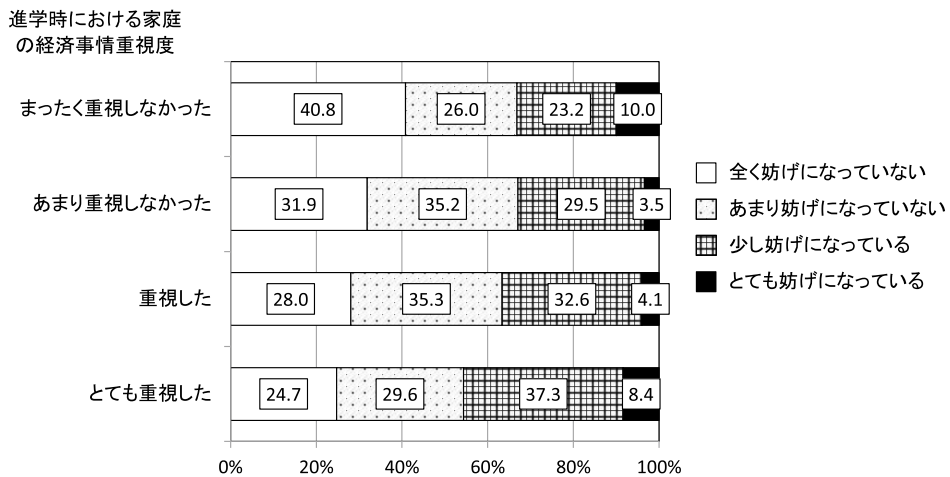 進学時における家庭
の経済事情重視度
まったく重視しなかった
40.8
26.0
23.2
10.0
あまり重視しなかった
31.9
35.2
29.5
3.5
重視した
28.0
35.3
32.6
4.1
とても重視した
24.7
29.6
37.3
8.4
0%
20%
40%
60%
80%
100%
全く妨げになっていない
あまり妨げになっていない
少し妨げになっている
とても妨げになっている